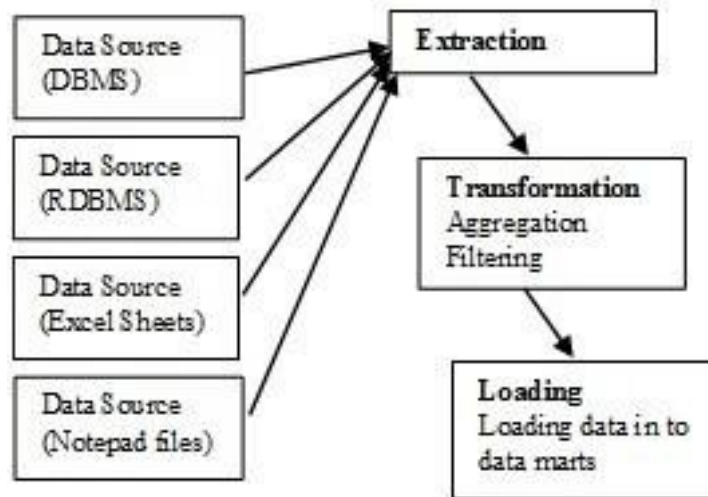 Data Source
(DBMS)
Data Source
(RDBMS)
Data Source
(Excel Sheets)
Data Source
(Notepad files)
Extraction
Transformation
Aggregation
Filtering
Loading
Loading data in to
data marts